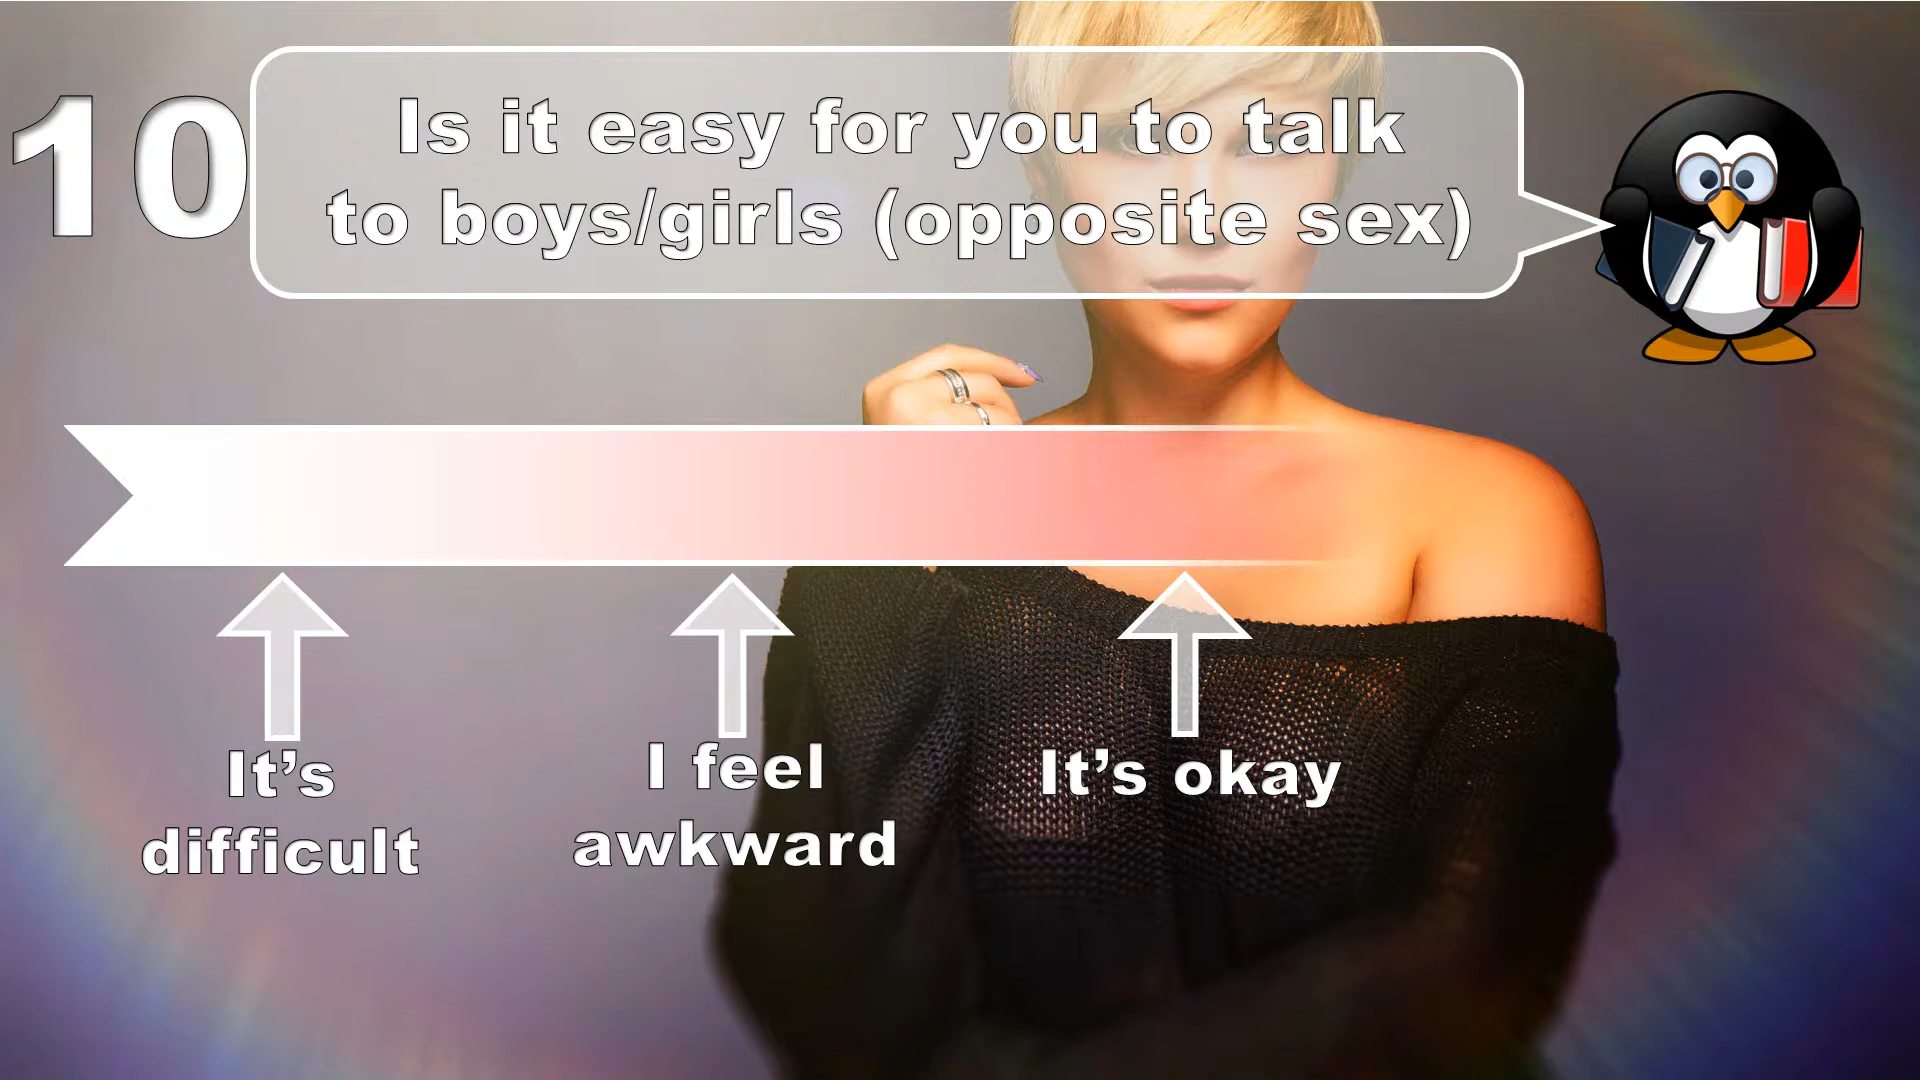 10
Is it easy for you to talk
to boys/girls (opposite sex)
It’s
difficult
I feel
awkward
It’s okay